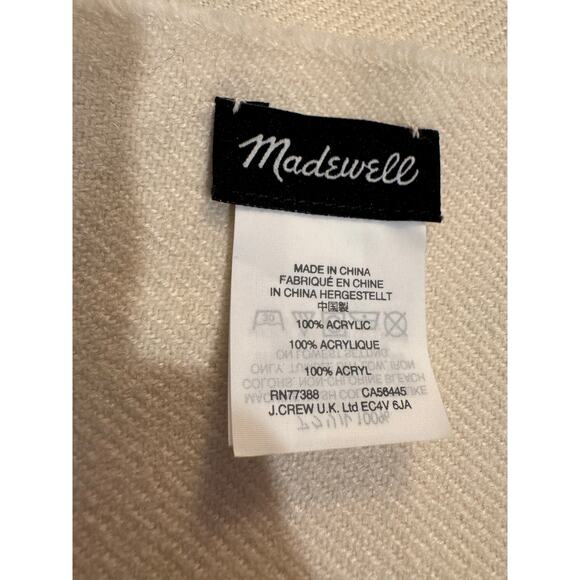 Madewell
MADE IN CHINA
FABRIQUÉ EN CHINE
IN CHINA HERGESTELLT
中国製
100% ACRYLIC
100% ACRYLIQUE
100% ACRYL
RN77388 CA56445
J.CREW U.K. Ltd EC4V 6JA